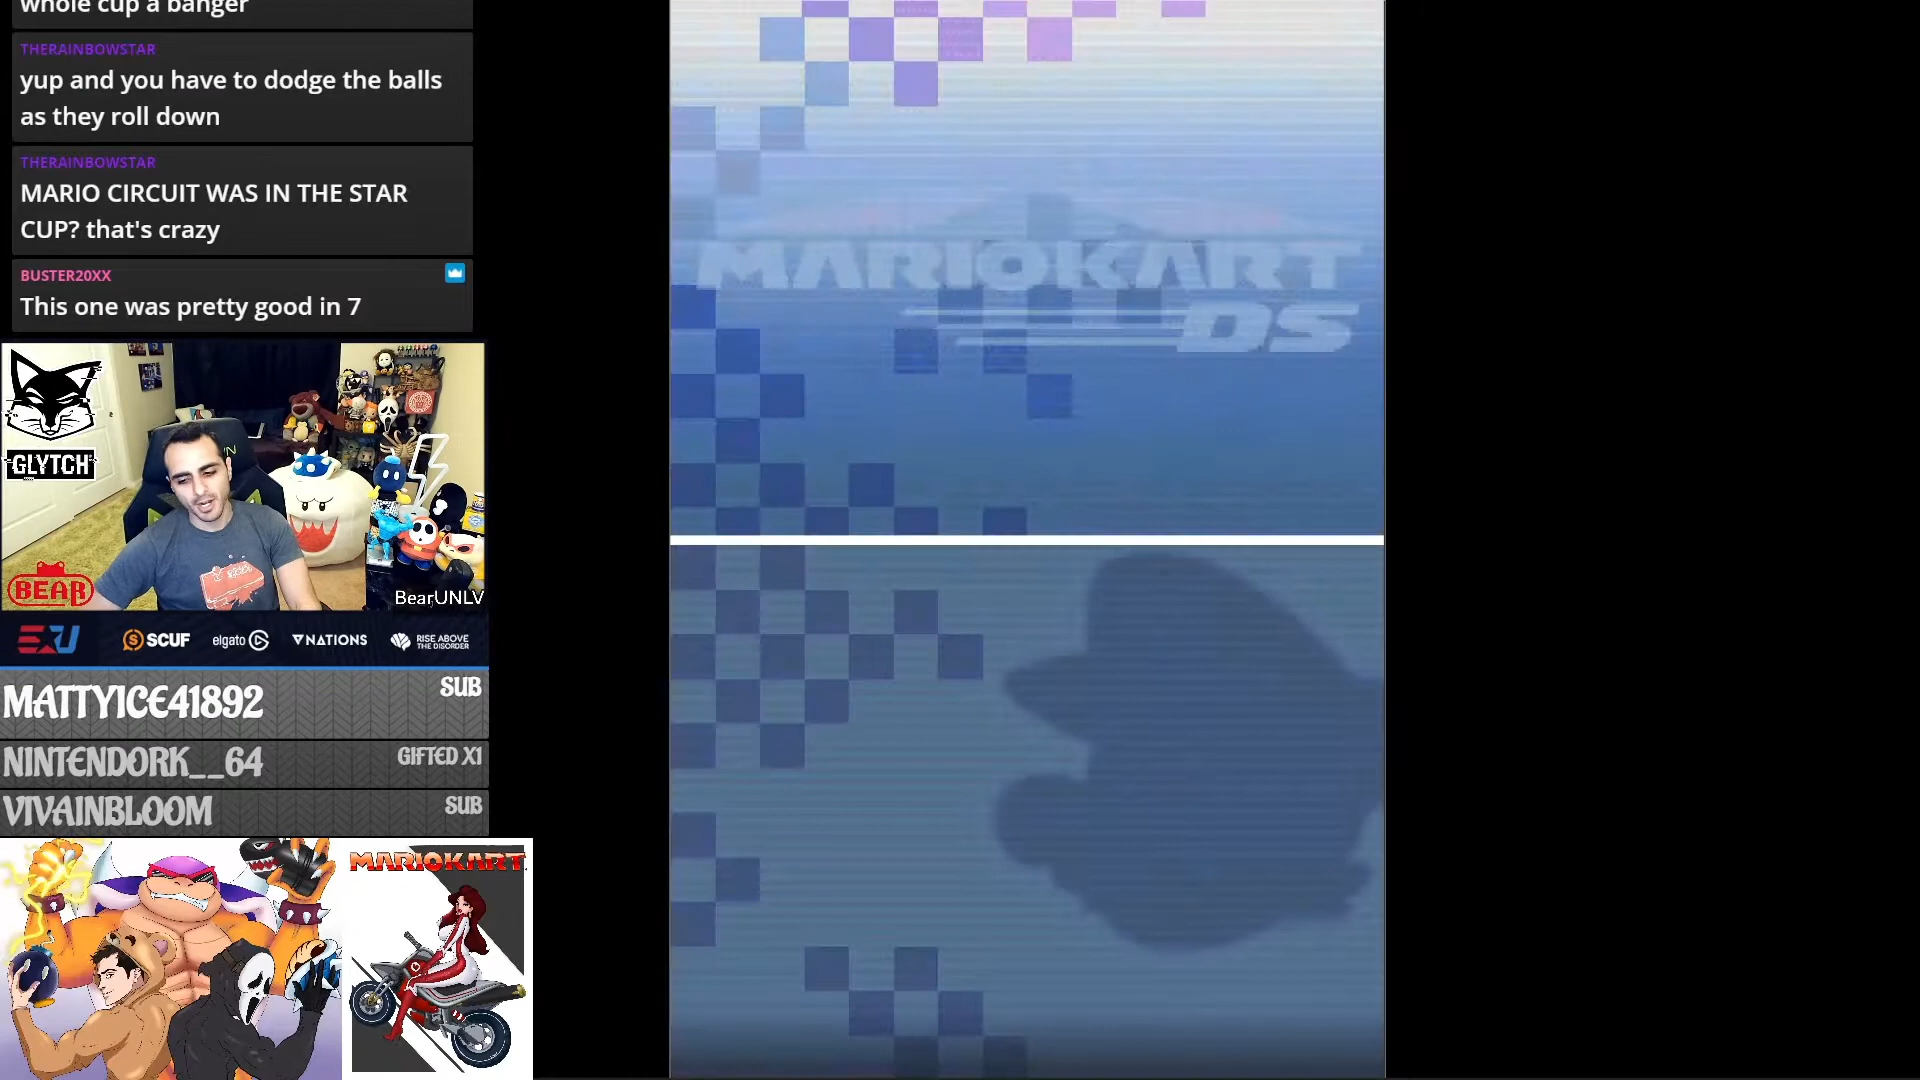 whole cup a banger
THERAINBOWSTAR
yup and you have to dodge the balls
as they roll down
THERAINBOWSTAR
MARIO CIRCUIT WAS IN THE STAR
CUP? that's crazy
BUSTER20XX
This one was pretty good in 7
GLYTCH
BEAR
BearUNLV
EXU
SCUF
elgato
NATIONS
RISE ABOVE
THE DISORDER
MATTYICE41892
SUB
NINTENDORK__64
GIFTED X1
VIVAINBLOOM
SUB
MARIOKART
MARIOKART
DS